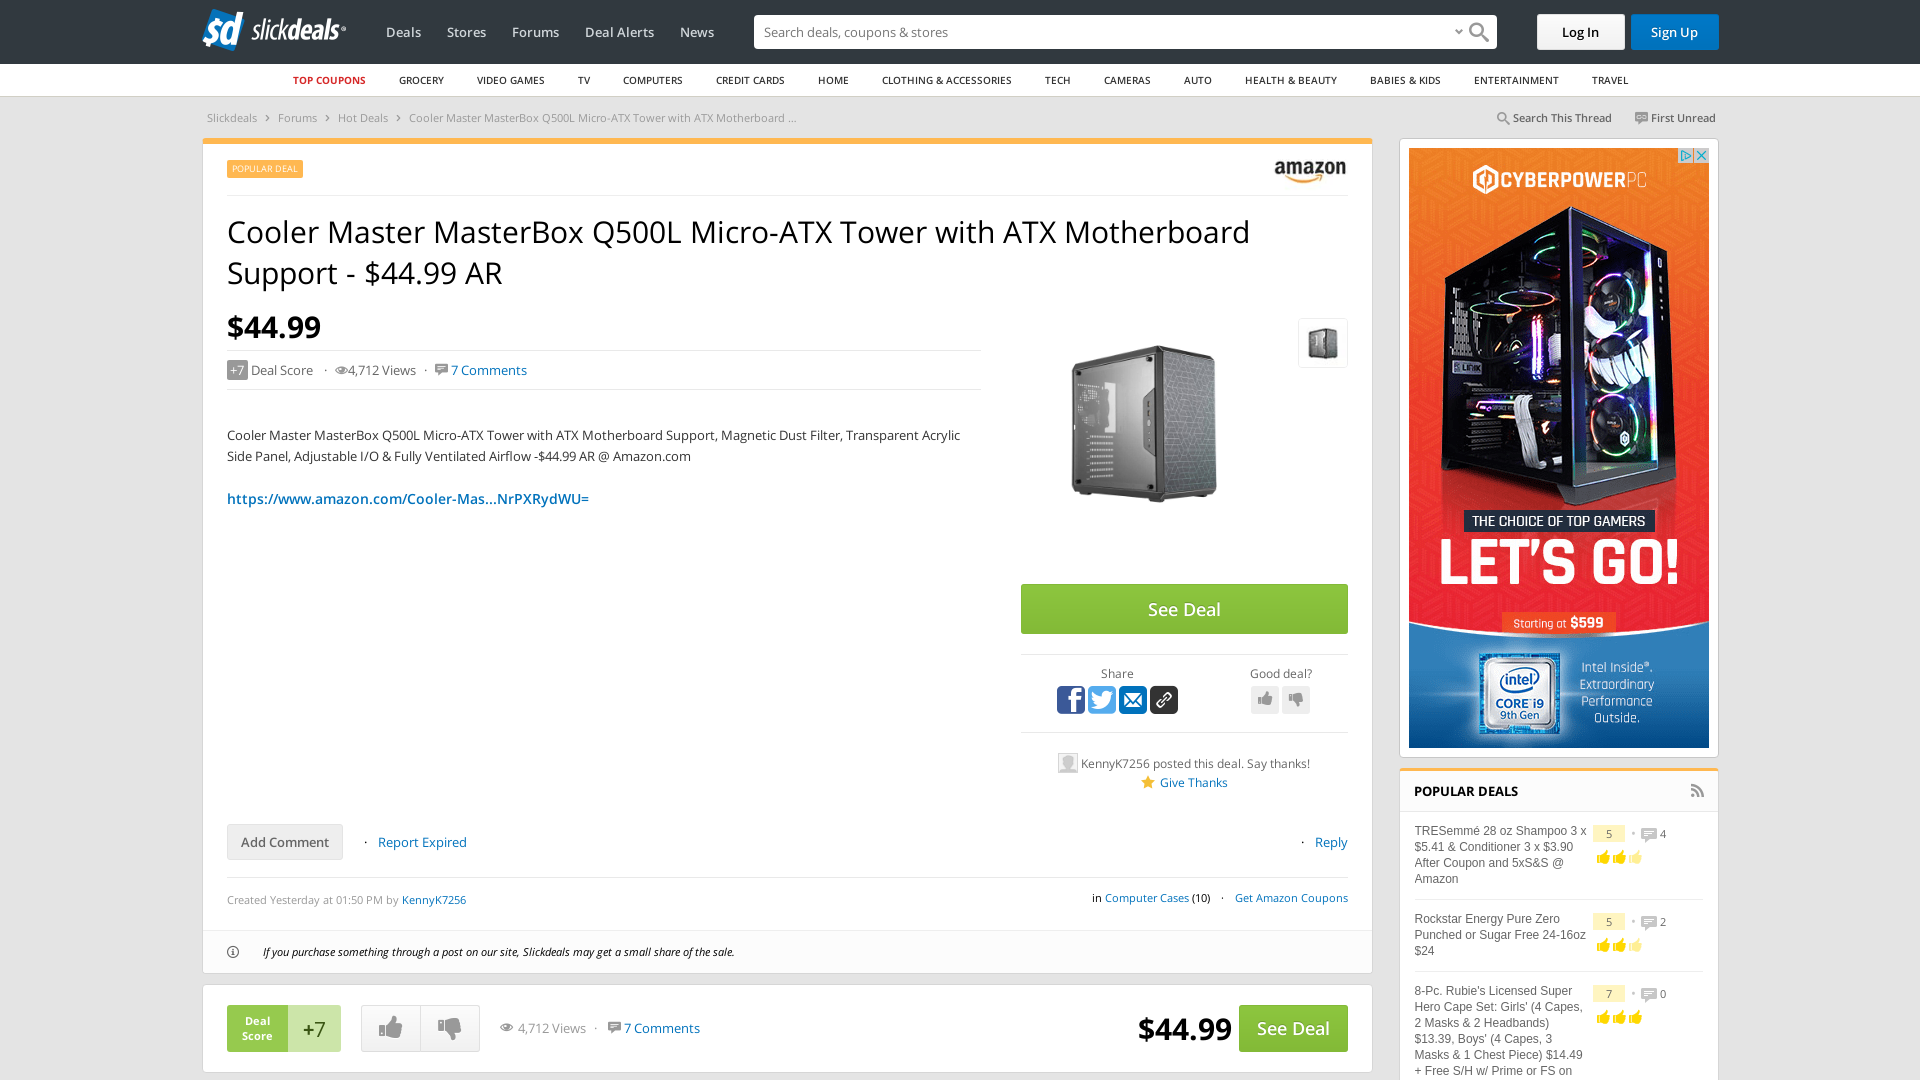 sd slickdeals
Deals
Stores
Forums
Deal Alerts
News
Search deals, coupons & stores
Log In
Sign Up
TOP COUPONS
GROCERY
VIDEO GAMES
TV
COMPUTERS
CREDIT CARDS
HOME
CLOTHING & ACCESSORIES
TECH
CAMERAS
AUTO
HEALTH & BEAUTY
BABIES & KIDS
ENTERTAINMENT
TRAVEL
Slickdeals › Forums › Hot Deals › Cooler Master MasterBox Q500L Micro-ATX Tower with ATX Motherboard ...
Search This Thread
First Unread
POPULAR DEAL
amazon
Cooler Master MasterBox Q500L Micro-ATX Tower with ATX Motherboard
Support - $44.99 AR
$44.99
+7 Deal Score · 4,712 Views · 7 Comments
Cooler Master MasterBox Q500L Micro-ATX Tower with ATX Motherboard Support, Magnetic Dust Filter, Transparent Acrylic
Side Panel, Adjustable I/O & Fully Ventilated Airflow -$44.99 AR @ Amazon.com
https://www.amazon.com/Cooler-Mas...NrPXRydWU=
See Deal
Share
Good deal?
KennyK7256 posted this deal. Say thanks!
Give Thanks
Add Comment · Report Expired
· Reply
Created Yesterday at 01:50 PM by KennyK7256
in Computer Cases (10) · Get Amazon Coupons
If you purchase something through a post on our site, Slickdeals may get a small share of the sale.
Deal
Score
+7
4,712 Views · 7 Comments
$44.99
See Deal
CYBERPOWERPC
THE CHOICE OF TOP GAMERS
LET'S GO!
Starting at $599
intel
CORE i9
9th Gen
Intel Inside®.
Extraordinary
Performance
Outside.
POPULAR DEALS
TRESemmé 28 oz Shampoo 3 x
$5.41 & Conditioner 3 x $3.90
After Coupon and 5xS&S @
Amazon
5 • 4
Rockstar Energy Pure Zero
Punched or Sugar Free 24-16oz
$24
5 • 2
8-Pc. Rubie's Licensed Super
Hero Cape Set: Girls' (4 Capes,
2 Masks & 2 Headbands)
$13.39, Boys' (4 Capes, 3
Masks & 1 Chest Piece) $14.49
+ Free S/H w/ Prime or FS on
7 • 0